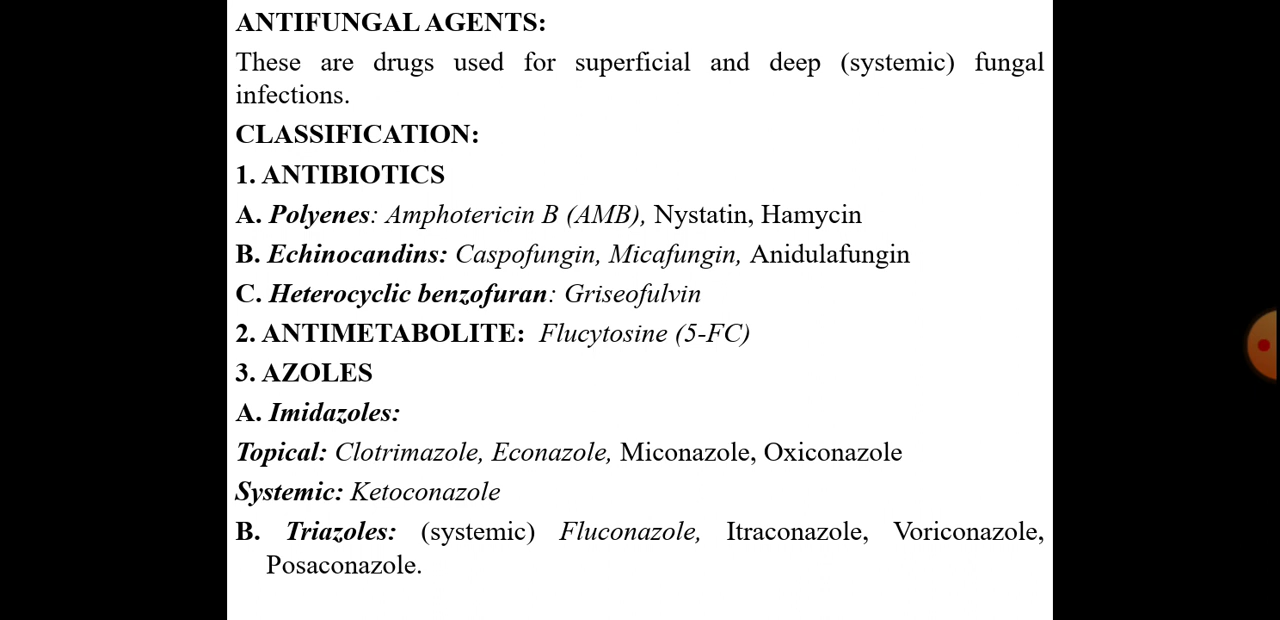 ANTIFUNGAL AGENTS:
These are drugs used for superficial and deep (systemic) fungal
infections.
CLASSIFICATION:
1. ANTIBIOTICS
A. Polyenes: Amphotericin B (AMB), Nystatin, Hamycin
B. Echinocandins: Caspofungin, Micafungin, Anidulafungin
C. Heterocyclic benzofuran: Griseofulvin
2. ANTIMETABOLITE: Flucytosine (5-FC)
3. AZOLES
A. Imidazoles:
Topical: Clotrimazole, Econazole, Miconazole, Oxiconazole
Systemic: Ketoconazole
B. Triazoles: (systemic) Fluconazole, Itraconazole, Voriconazole,
Posaconazole.